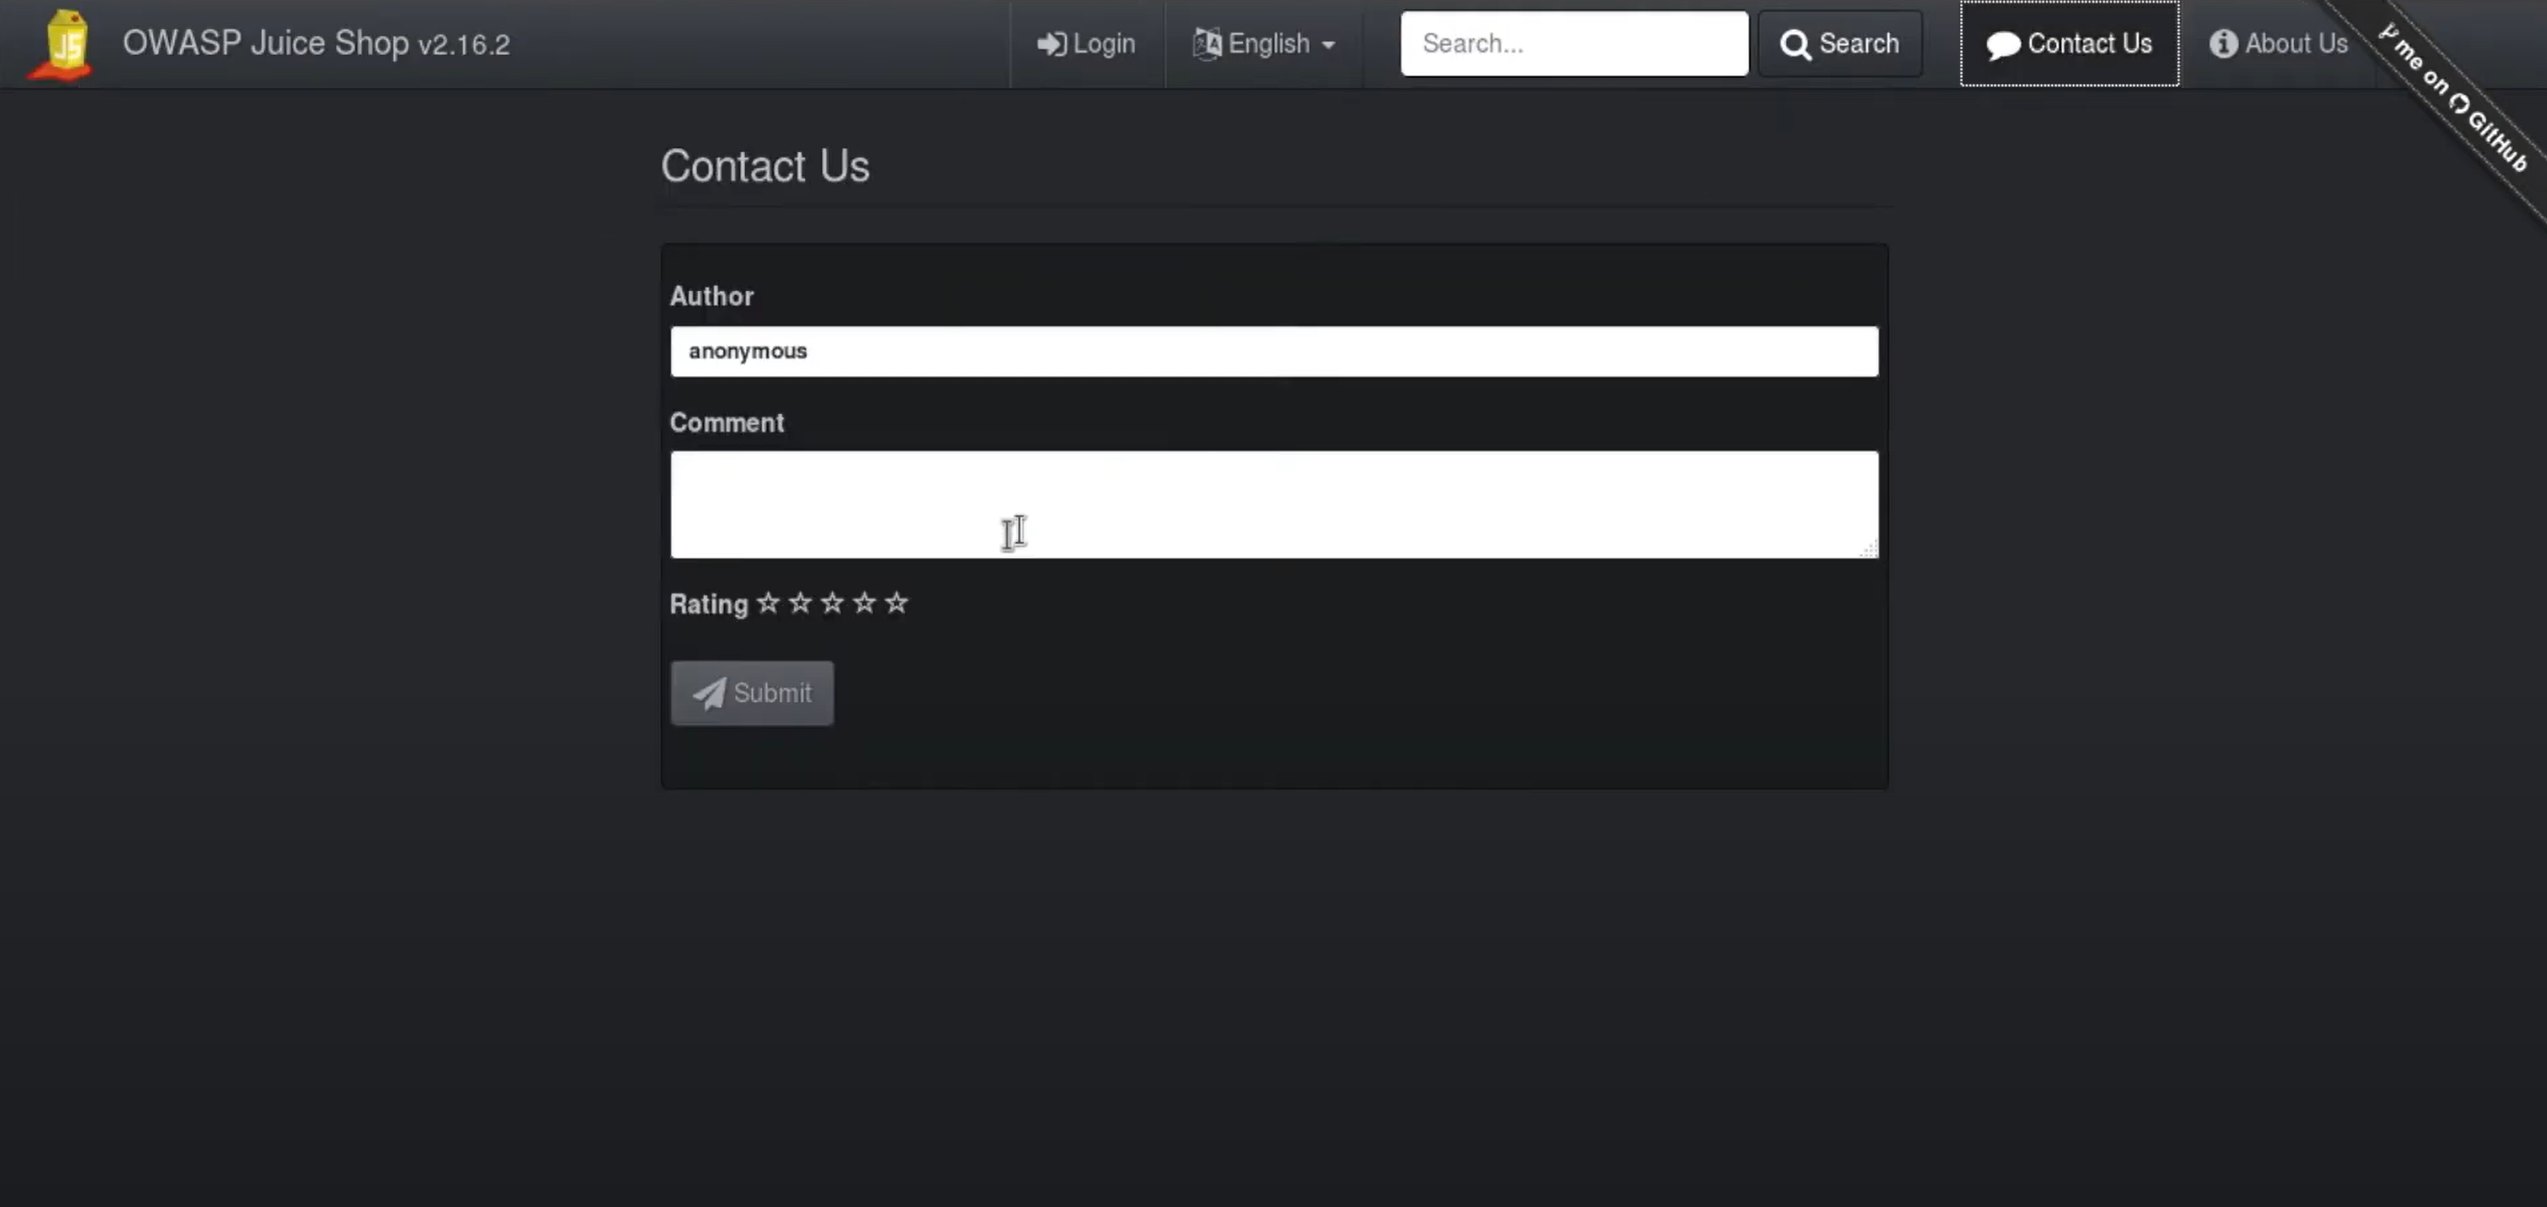 JS OWASP Juice Shop v2.16.2 Login English Search... Search Contact Us About Us
me on GitHub
Contact Us
Author
anonymous
Comment
Rating
Submit